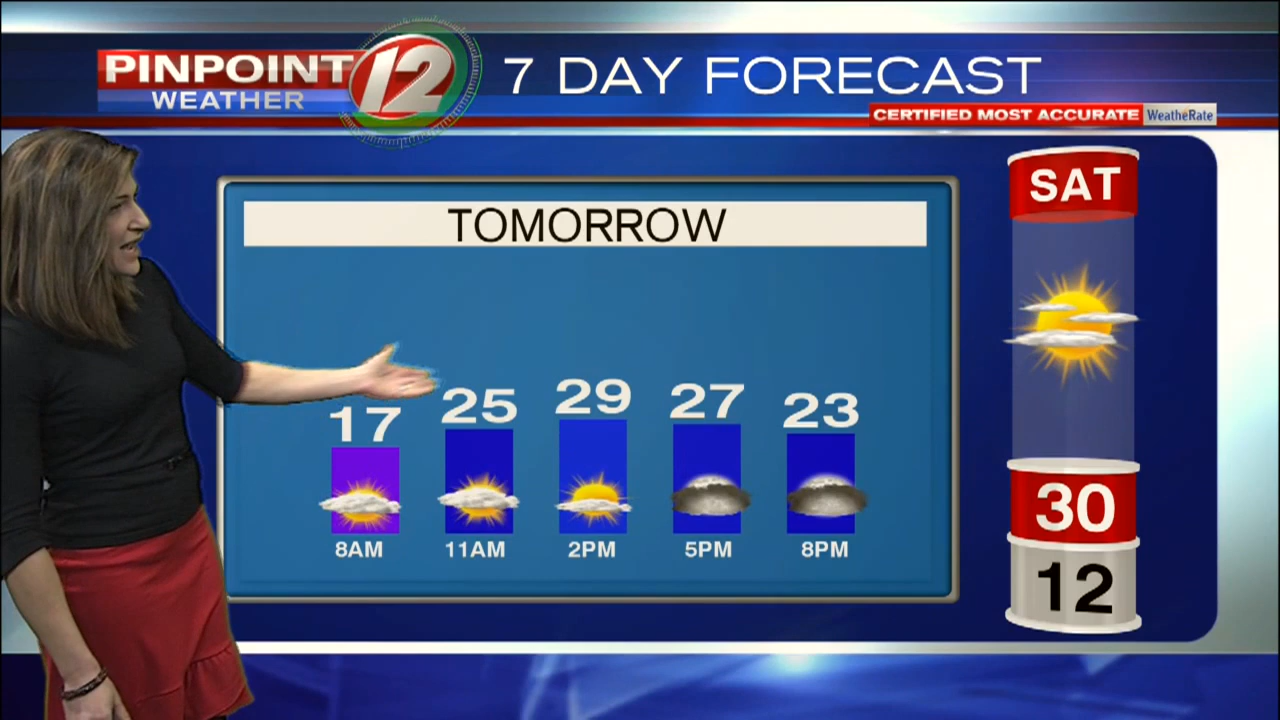 PINPOINT 12
WEATHER
7 DAY FORECAST
CERTIFIED MOST ACCURATE WeatheRate
TOMORROW
SAT
17 25 29 27 23
8AM 11AM 2PM 5PM 8PM
30
12